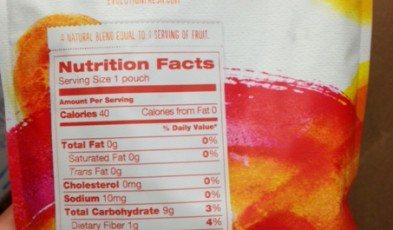 EVOLUTIONFRESH.COM
A NATURAL BLEND EQUAL TO 1 SERVING OF FRUIT.
Nutrition Facts
Serving Size 1 pouch
Amount Per Serving
Calories 40 Calories from Fat 0
% Daily Value*
Total Fat 0g 0%
Saturated Fat 0g 0%
Trans Fat 0g
Cholesterol 0mg 0%
Sodium 10mg 0%
Total Carbohydrate 9g 3%
Dietary Fiber 1g 4%